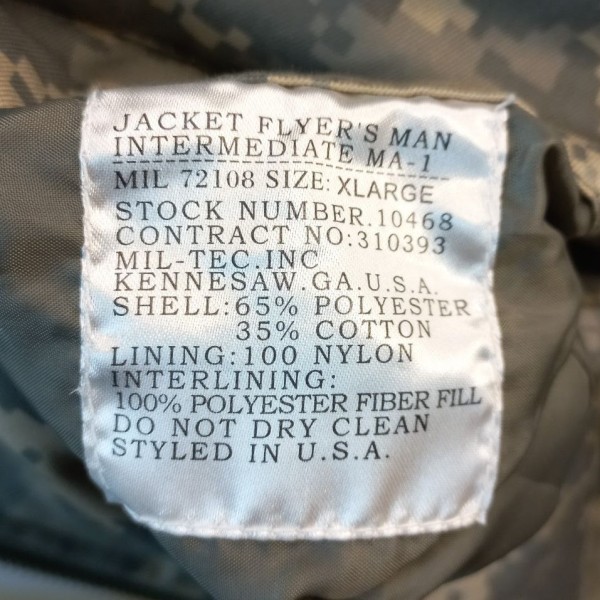 JACKET FLYER'S MAN
INTERMEDIATE MA-1
MIL 72108 SIZE: XLARGE
STOCK NUMBER.10468
CONTRACT NO:310393
MIL-TEC.INC
KENNESAW.GA.U.S.A.
SHELL:65% POLYESTER
35% COTTON
LINING:100 NYLON
INTERLINING:
100% POLYESTER FIBER FILL
DO NOT DRY CLEAN
STYLED IN U.S.A.